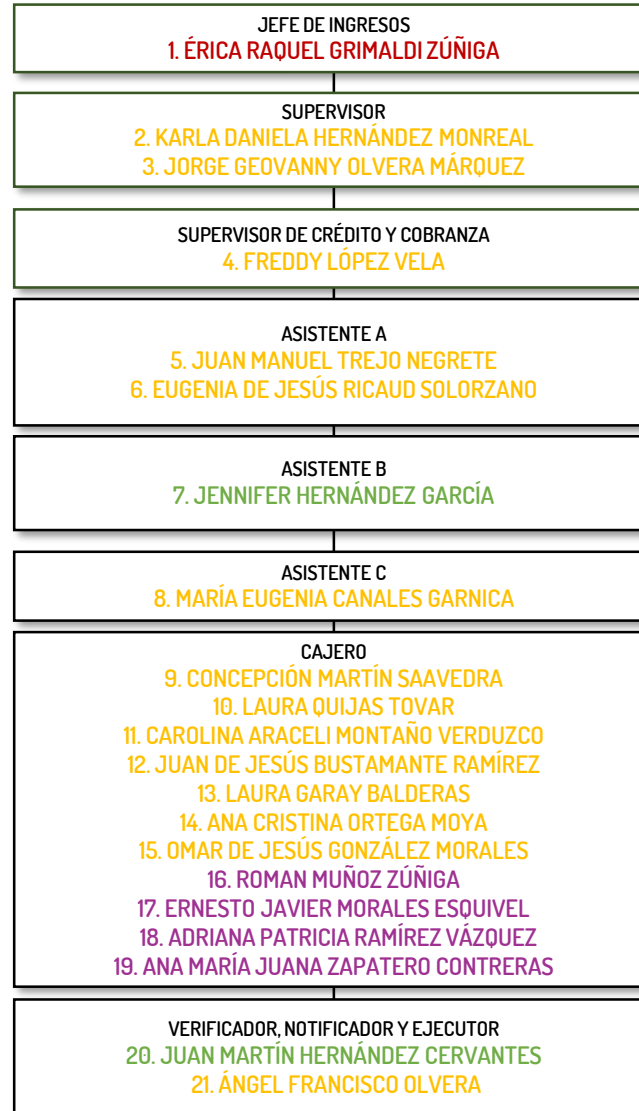 JEFE DE INGRESOS
1. ÉRICA RAQUEL GRIMALDI ZÚÑIGA
SUPERVISOR
2. KARLA DANIELA HERNÁNDEZ MONREAL
3. JORGE GEOVANNY OLVERA MÁRQUEZ
SUPERVISOR DE CRÉDITO Y COBRANZA
4. FREDDY LÓPEZ VELA
ASISTENTE A
5. JUAN MANUEL TREJO NEGRETE
6. EUGENIA DE JESÚS RICAUD SOLORZANO
ASISTENTE B
7. JENNIFER HERNÁNDEZ GARCÍA
ASISTENTE C
8. MARÍA EUGENIA CANALES GARNICA
CAJERO
9. CONCEPCIÓN MARTÍN SAAVEDRA
10. LAURA QUIJAS TOVAR
11. CAROLINA ARACELI MONTAÑO VERDUZCO
12. JUAN DE JESÚS BUSTAMANTE RAMÍREZ
13. LAURA GARAY BALDERAS
14. ANA CRISTINA ORTEGA MOYA
15. OMAR DE JESÚS GONZÁLEZ MORALES
16. ROMAN MUÑOZ ZÚÑIGA
17. ERNESTO JAVIER MORALES ESQUIVEL
18. ADRIANA PATRICIA RAMÍREZ VÁZQUEZ
19. ANA MARÍA JUANA ZAPATERO CONTRERAS
VERIFICADOR, NOTIFICADOR Y EJECUTOR
20. JUAN MARTÍN HERNÁNDEZ CERVANTES
21. ÁNGEL FRANCISCO OLVERA